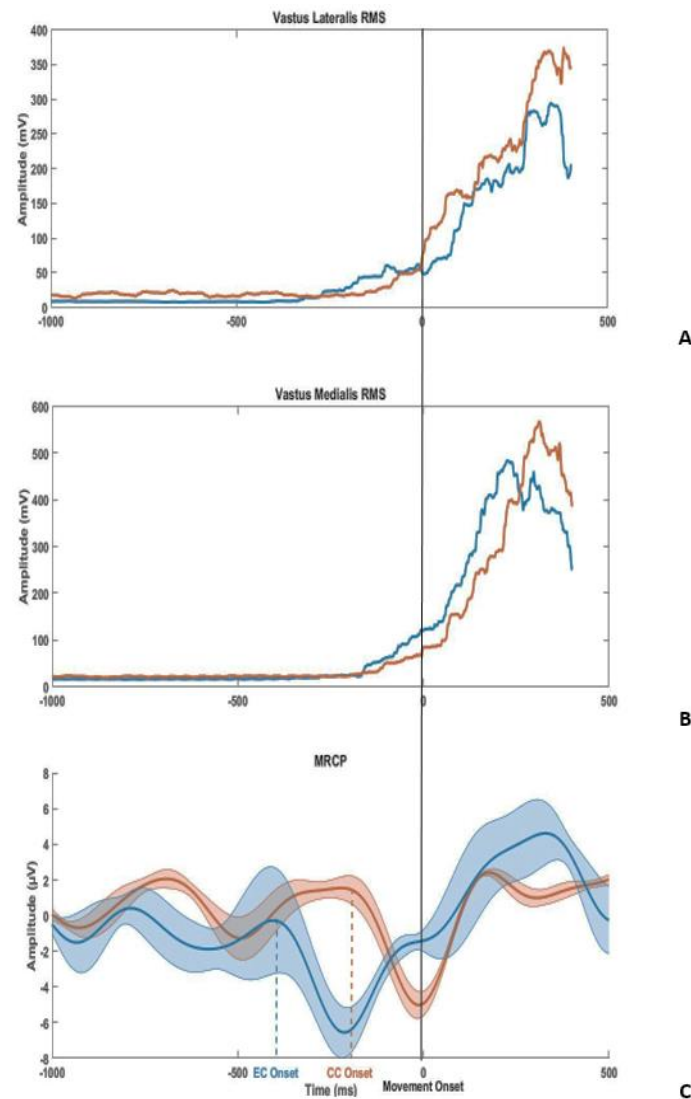 Vastus Lateralis RMS
Amplitude (mV)
400
350
300
250
200
150
100
50
0
-1000
-500
0
500
A
Vastus Medialis RMS
Amplitude (mV)
600
500
400
300
200
100
0
-1000
-500
0
500
B
MRCP
Amplitude (µV)
8
6
4
2
0
-2
-4
-6
-8
-1000
-500
EC Onset
CC Onset
0
500
Time (ms)
Movement Onset
C